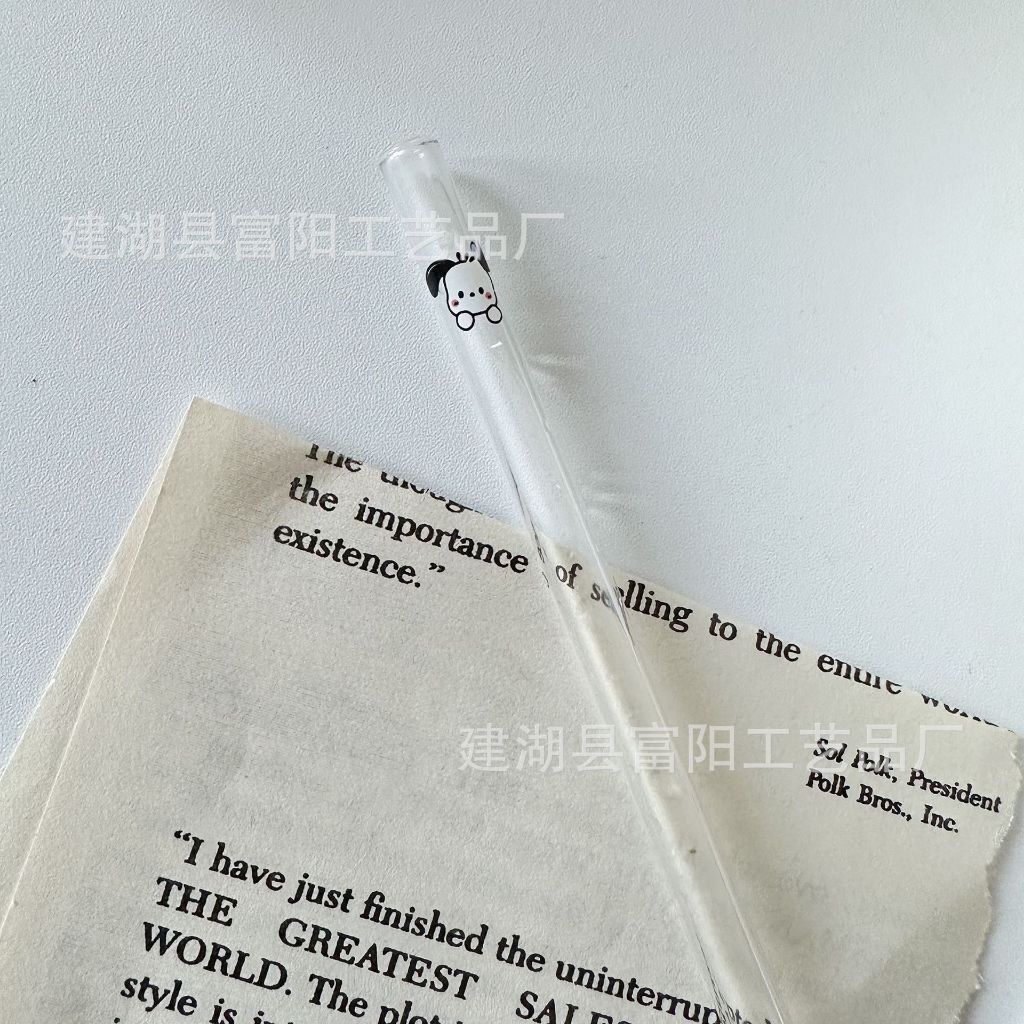 建湖县富阳工艺品厂
The
the importance of selling to the entire
existence.”
建湖县富阳工艺品厂
Sol Polk, President
Polk Bros., Inc.
“I have just finished the uninterrupted
THE GREATEST
WORLD. The plot
style is